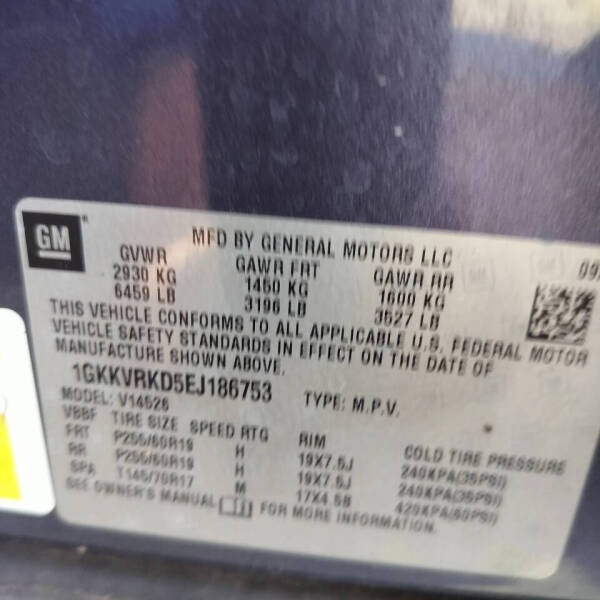 GM
MFD BY GENERAL MOTORS LLC
09/
GVWR GAWR FRT GAWR RR
2930 KG 1450 KG 1600 KG
6459 LB 3196 LB 3527 LB
THIS VEHICLE CONFORMS TO ALL APPLICABLE U.S. FEDERAL MOTOR
VEHICLE SAFETY STANDARDS IN EFFECT ON THE DATE OF
MANUFACTURE SHOWN ABOVE.
1GKKVRKD5EJ186753 TYPE: M.P.V.
MODEL: V14526
VBBF TIRE SIZE SPEED RTG RIM COLD TIRE PRESSURE
FRT P255/60R19 H 19X7.5J 240KPA(35PSI)
RR P255/60R19 H 19X7.5J 240KPA(35PSI)
SPA T145/70R17 M 17X4.5B 420KPA(60PSI)
SEE OWNER'S MANUAL FOR MORE INFORMATION.